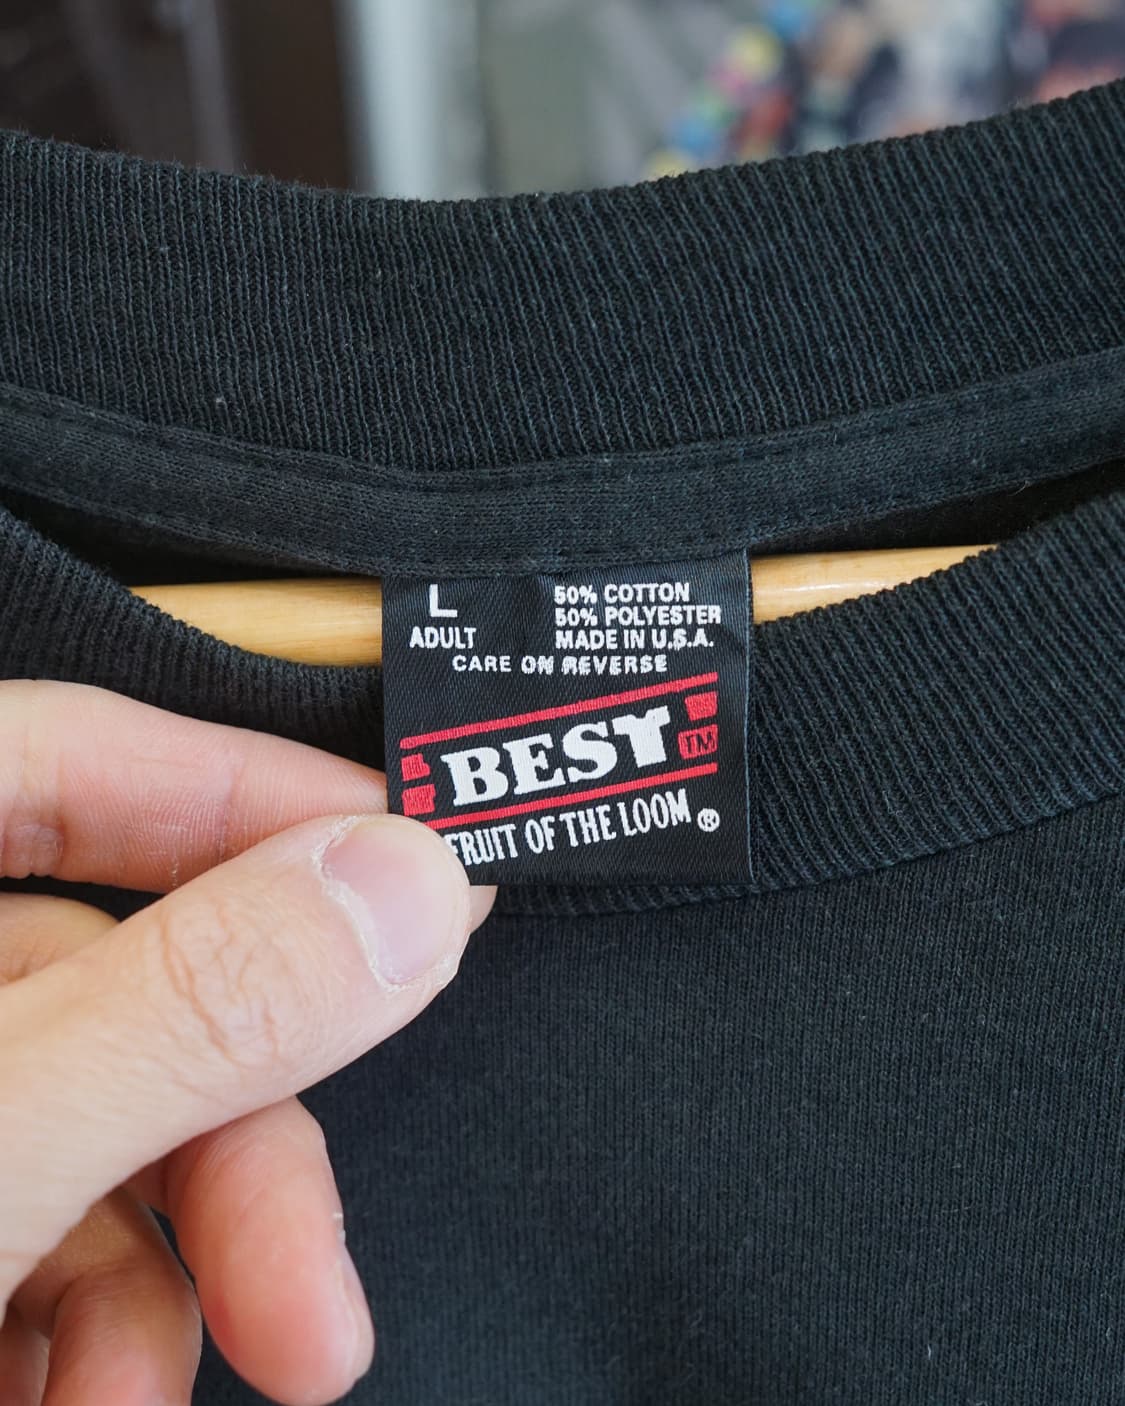 L
ADULT
50% COTTON
50% POLYESTER
MADE IN U.S.A.
CARE ON REVERSE
BEST TM
FRUIT OF THE LOOM ®